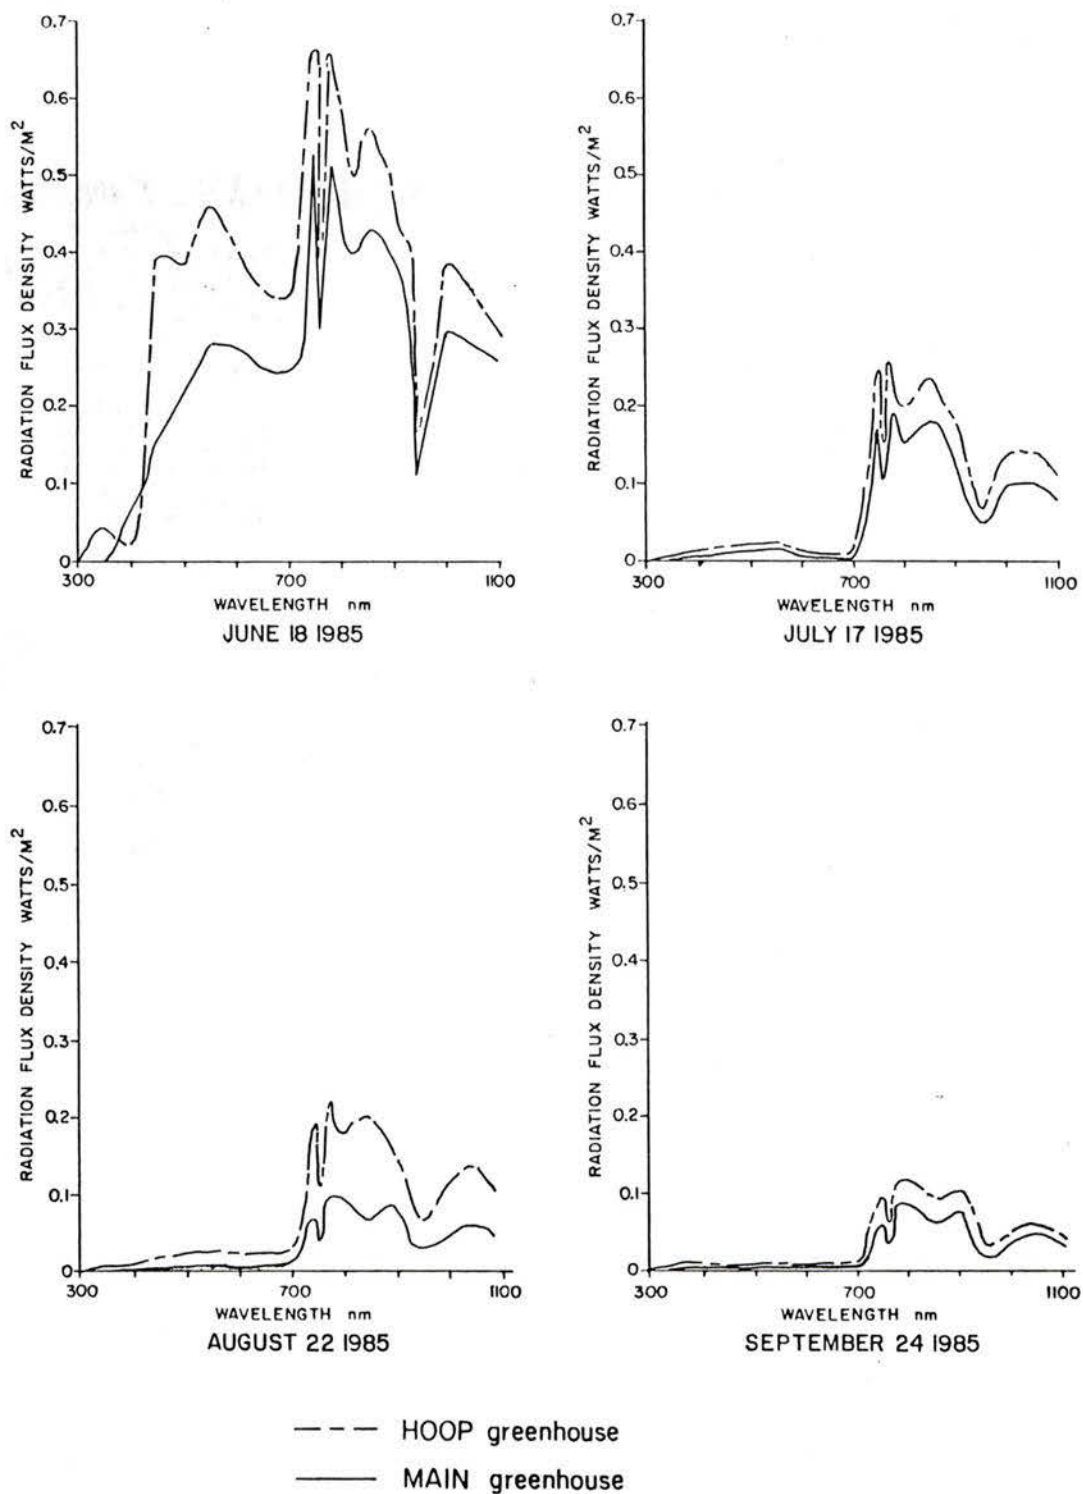 0.7
0.6
0.5
0.4
0.3
0.2
0.1
0
RADIATION FLUX DENSITY WATTS/M²
300 700 1100
WAVELENGTH nm
JUNE 18 1985
0.7
0.6
0.5
0.4
0.3
0.2
0.1
0
RADIATION FLUX DENSITY WATTS/M²
300 700 1100
WAVELENGTH nm
JULY 17 1985
0.7
0.6
0.5
0.4
0.3
0.2
0.1
0
RADIATION FLUX DENSITY WATTS/M²
300 700 1100
WAVELENGTH nm
AUGUST 22 1985
0.7
0.6
0.5
0.4
0.3
0.2
0.1
0
RADIATION FLUX DENSITY WATTS/M²
300 700 1100
WAVELENGTH nm
SEPTEMBER 24 1985
HOOP greenhouse
MAIN greenhouse